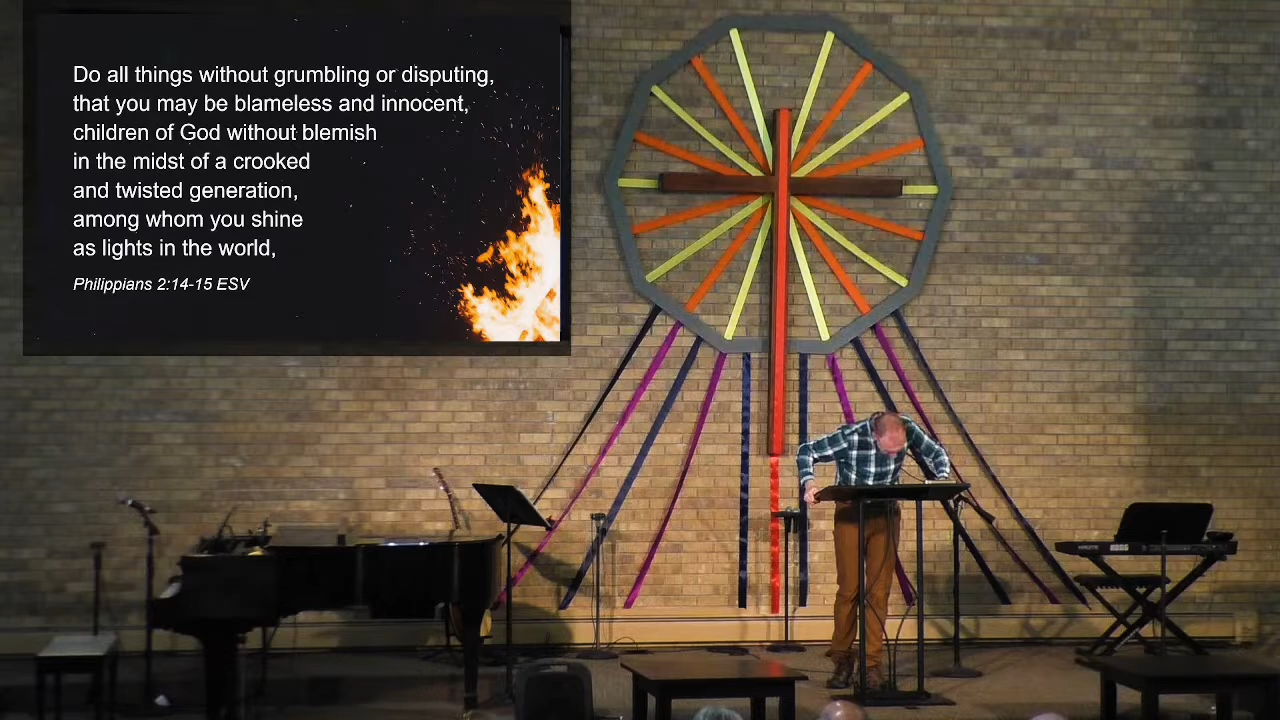 Do all things without grumbling or disputing,
that you may be blameless and innocent,
children of God without blemish
in the midst of a crooked
and twisted generation,
among whom you shine
as lights in the world,
Philippians 2:14-15 ESV